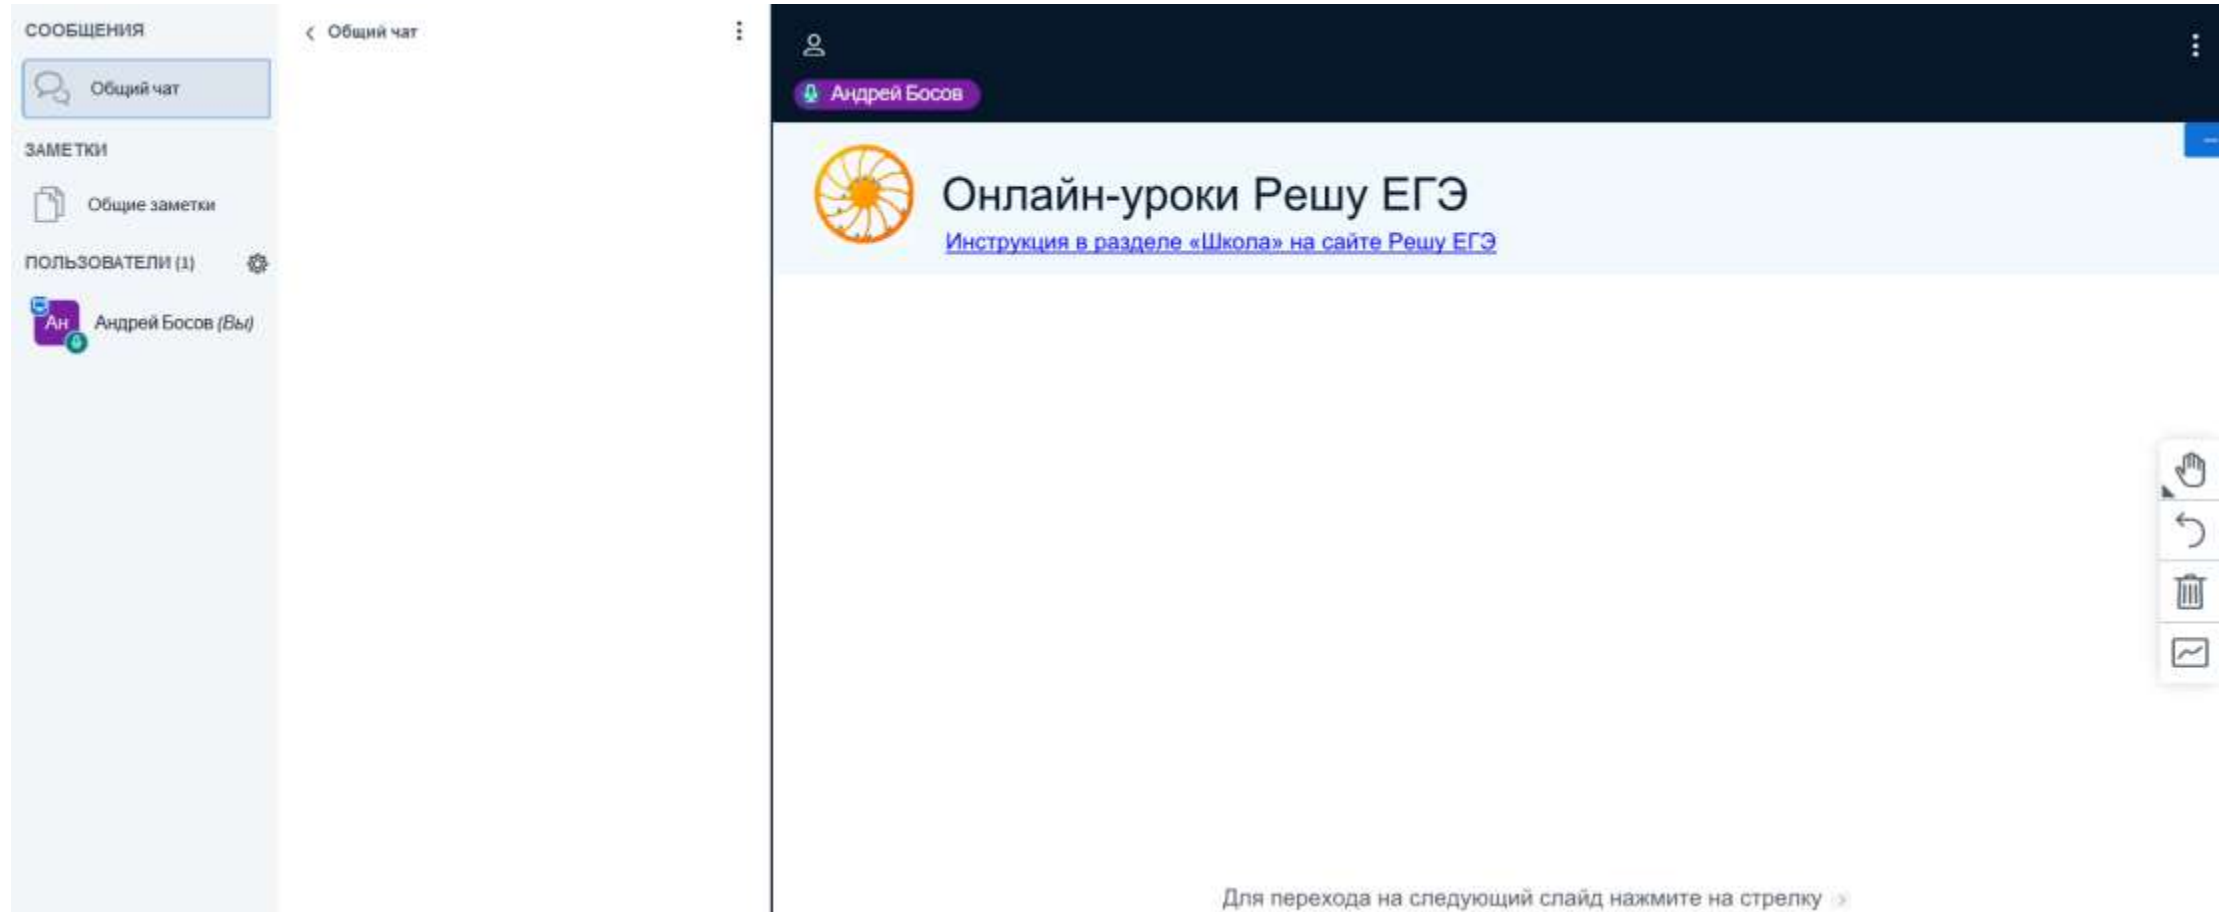 СООБЩЕНИЯ
Общий чат
ЗАМЕТКИ
Общие заметки
ПОЛЬЗОВАТЕЛИ (1)
Ан
Андрей Босов (Вы)
Общий чат
Андрей Босов
Онлайн-уроки Решу ЕГЭ
Инструкция в разделе «Школа» на сайте Решу ЕГЭ
Для перехода на следующий слайд нажмите на стрелку